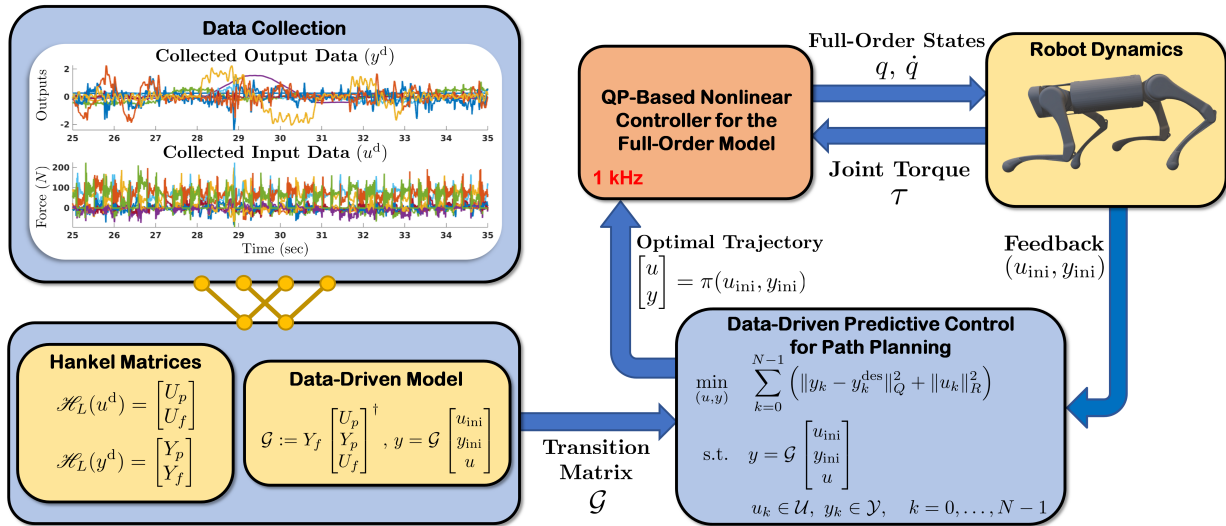 Data Collection
Collected Output Data (y^d)
Outputs
2
0
-2
25 26 27 28 29 30 31 32 33 34 35
Collected Input Data (u^d)
Force (N)
200
100
0
25 26 27 28 29 30 31 32 33 34 35
Time (sec)
Hankel Matrices
ℋ_L(u^d) = [U_p
U_f]
ℋ_L(y^d) = [Y_p
Y_f]
Data-Driven Model
𝒢 := Y_f [U_p
Y_p
U_f]^†, y = 𝒢 [u_ini
y_ini
u]
Transition
Matrix
𝒢
QP-Based Nonlinear
Controller for the
Full-Order Model
1 kHz
Full-Order States
q, q̇
Joint Torque
τ
Robot Dynamics
Optimal Trajectory
[u
y] = π(u_ini, y_ini)
Feedback
(u_ini, y_ini)
Data-Driven Predictive Control
for Path Planning
min_(u,y) ∑_{k=0}^{N−1} (‖y_k − y_k^des‖_Q^2 + ‖u_k‖_R^2)
s.t. y = 𝒢 [u_ini
y_ini
u]
u_k ∈ 𝒰, y_k ∈ 𝒴, k = 0, . . . , N − 1